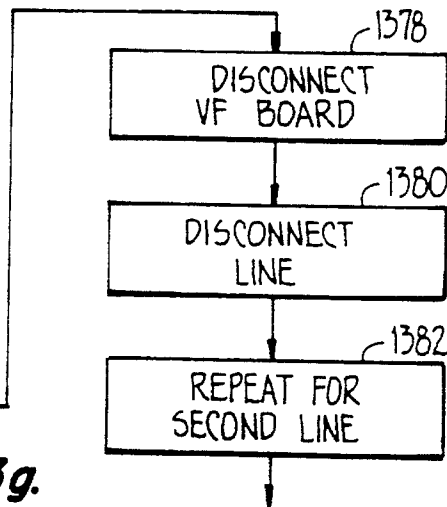 1378
DISCONNECT
VF BOARD
1380
DISCONNECT
LINE
1382
REPEAT FOR
SECOND LINE
g.